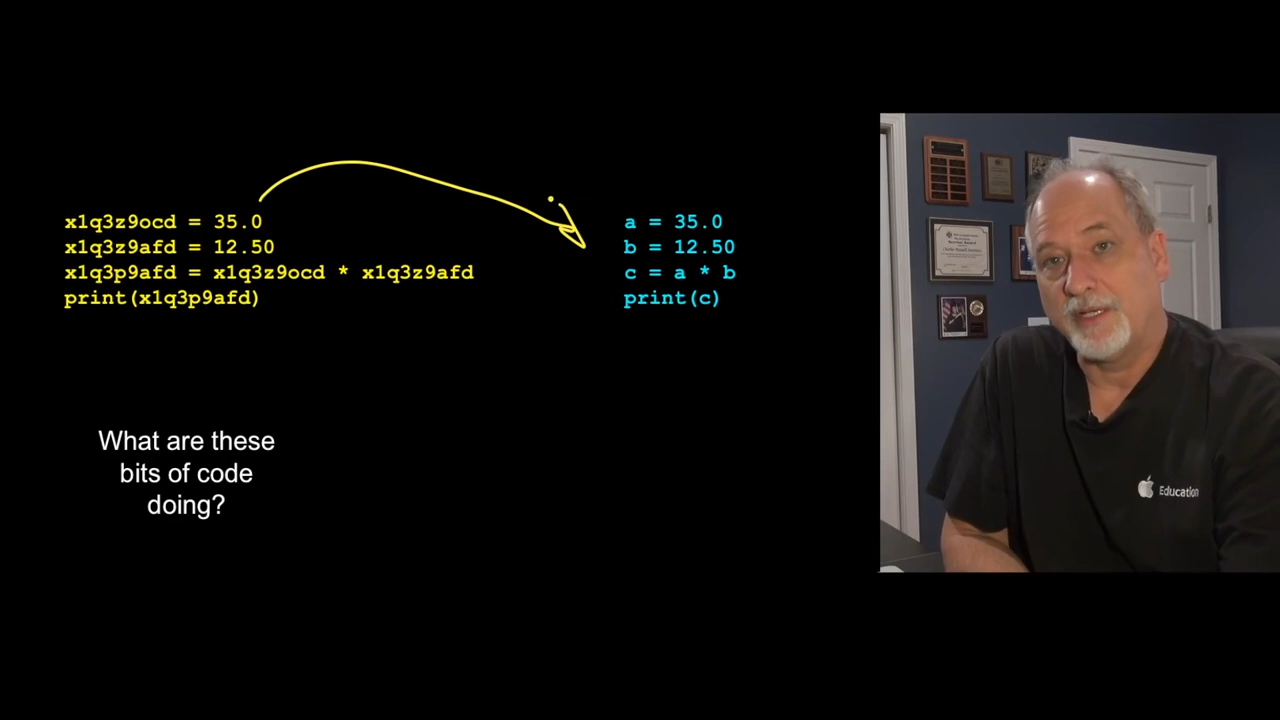 x1q3z9ocd = 35.0
x1q3z9afd = 12.50
x1q3p9afd = x1q3z9ocd * x1q3z9afd
print(x1q3p9afd)
a = 35.0
b = 12.50
c = a * b
print(c)
What are these
bits of code
doing?
Education